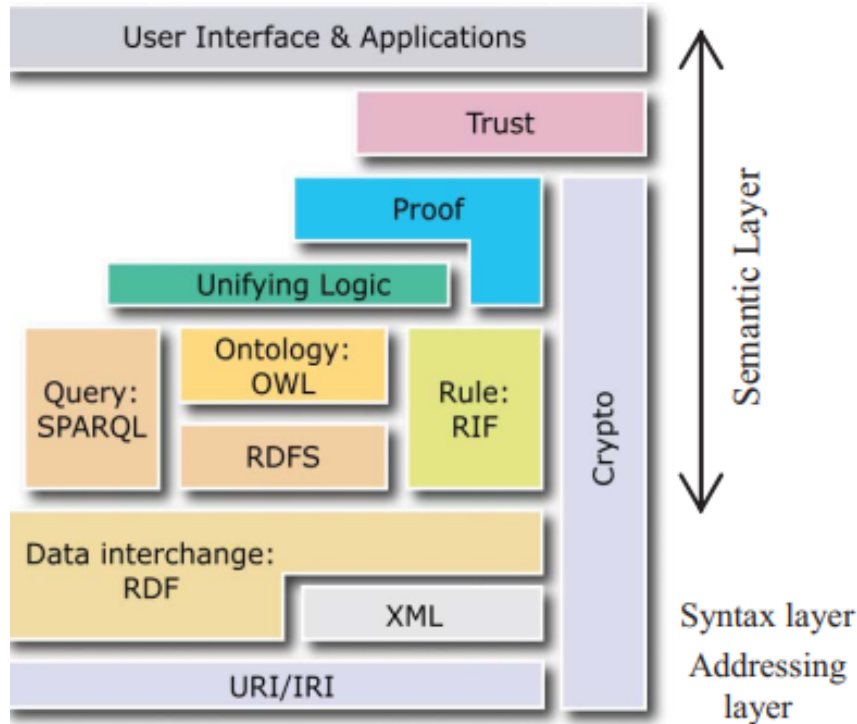 User Interface & Applications
Trust
Proof
Unifying Logic
Ontology:
OWL
Query:
SPARQL
Rule:
RIF
RDFS
Crypto
Data interchange:
RDF
XML
URI/IRI
Semantic Layer
Syntax layer
Addressing
layer